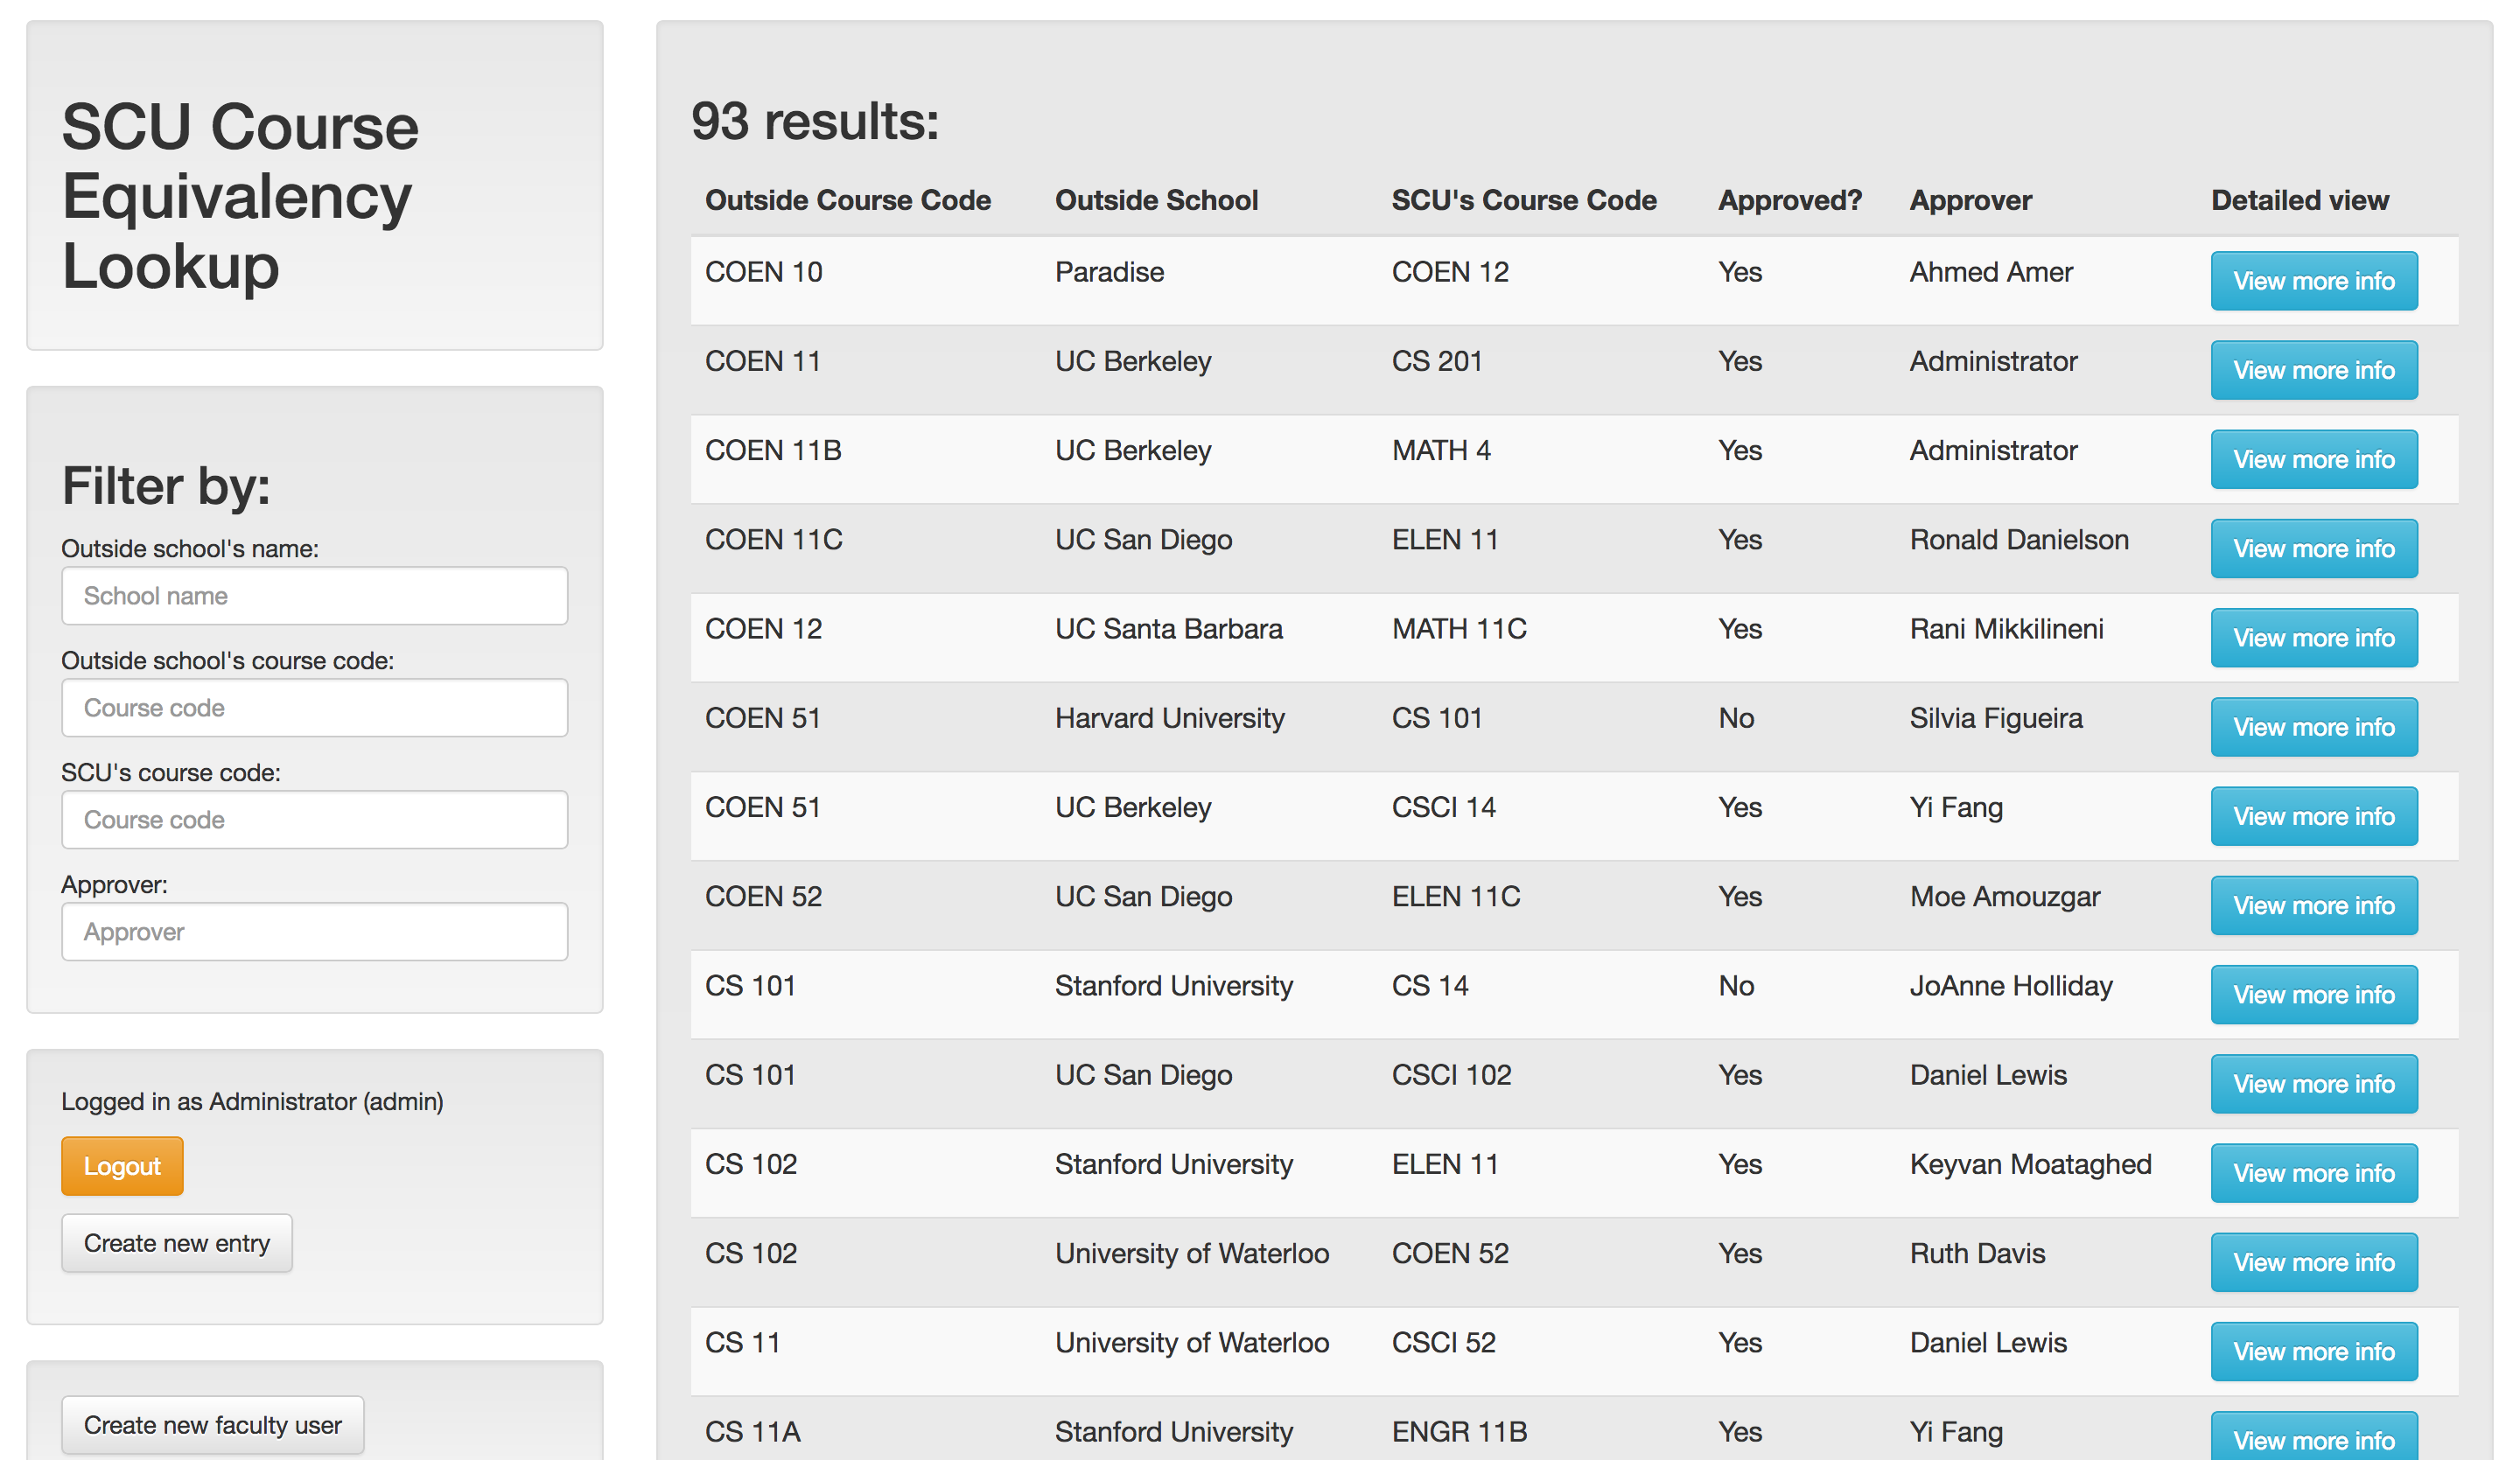 SCU Course
Equivalency
Lookup
Filter by:
Outside school's name:
School name
Outside school's course code:
Course code
SCU's course code:
Course code
Approver:
Approver
Logged in as Administrator (admin)
Logout
Create new entry
Create new faculty user
93 results:
Outside Course Code Outside School SCU's Course Code Approved? Approver Detailed view
COEN 10 Paradise COEN 12 Yes Ahmed Amer View more info
COEN 11 UC Berkeley CS 201 Yes Administrator View more info
COEN 11B UC Berkeley MATH 4 Yes Administrator View more info
COEN 11C UC San Diego ELEN 11 Yes Ronald Danielson View more info
COEN 12 UC Santa Barbara MATH 11C Yes Rani Mikkilineni View more info
COEN 51 Harvard University CS 101 No Silvia Figueira View more info
COEN 51 UC Berkeley CSCI 14 Yes Yi Fang View more info
COEN 52 UC San Diego ELEN 11C Yes Moe Amouzgar View more info
CS 101 Stanford University CS 14 No JoAnne Holliday View more info
CS 101 UC San Diego CSCI 102 Yes Daniel Lewis View more info
CS 102 Stanford University ELEN 11 Yes Keyvan Moataghed View more info
CS 102 University of Waterloo COEN 52 Yes Ruth Davis View more info
CS 11 University of Waterloo CSCI 52 Yes Daniel Lewis View more info
CS 11A Stanford University ENGR 11B Yes Yi Fang View more info